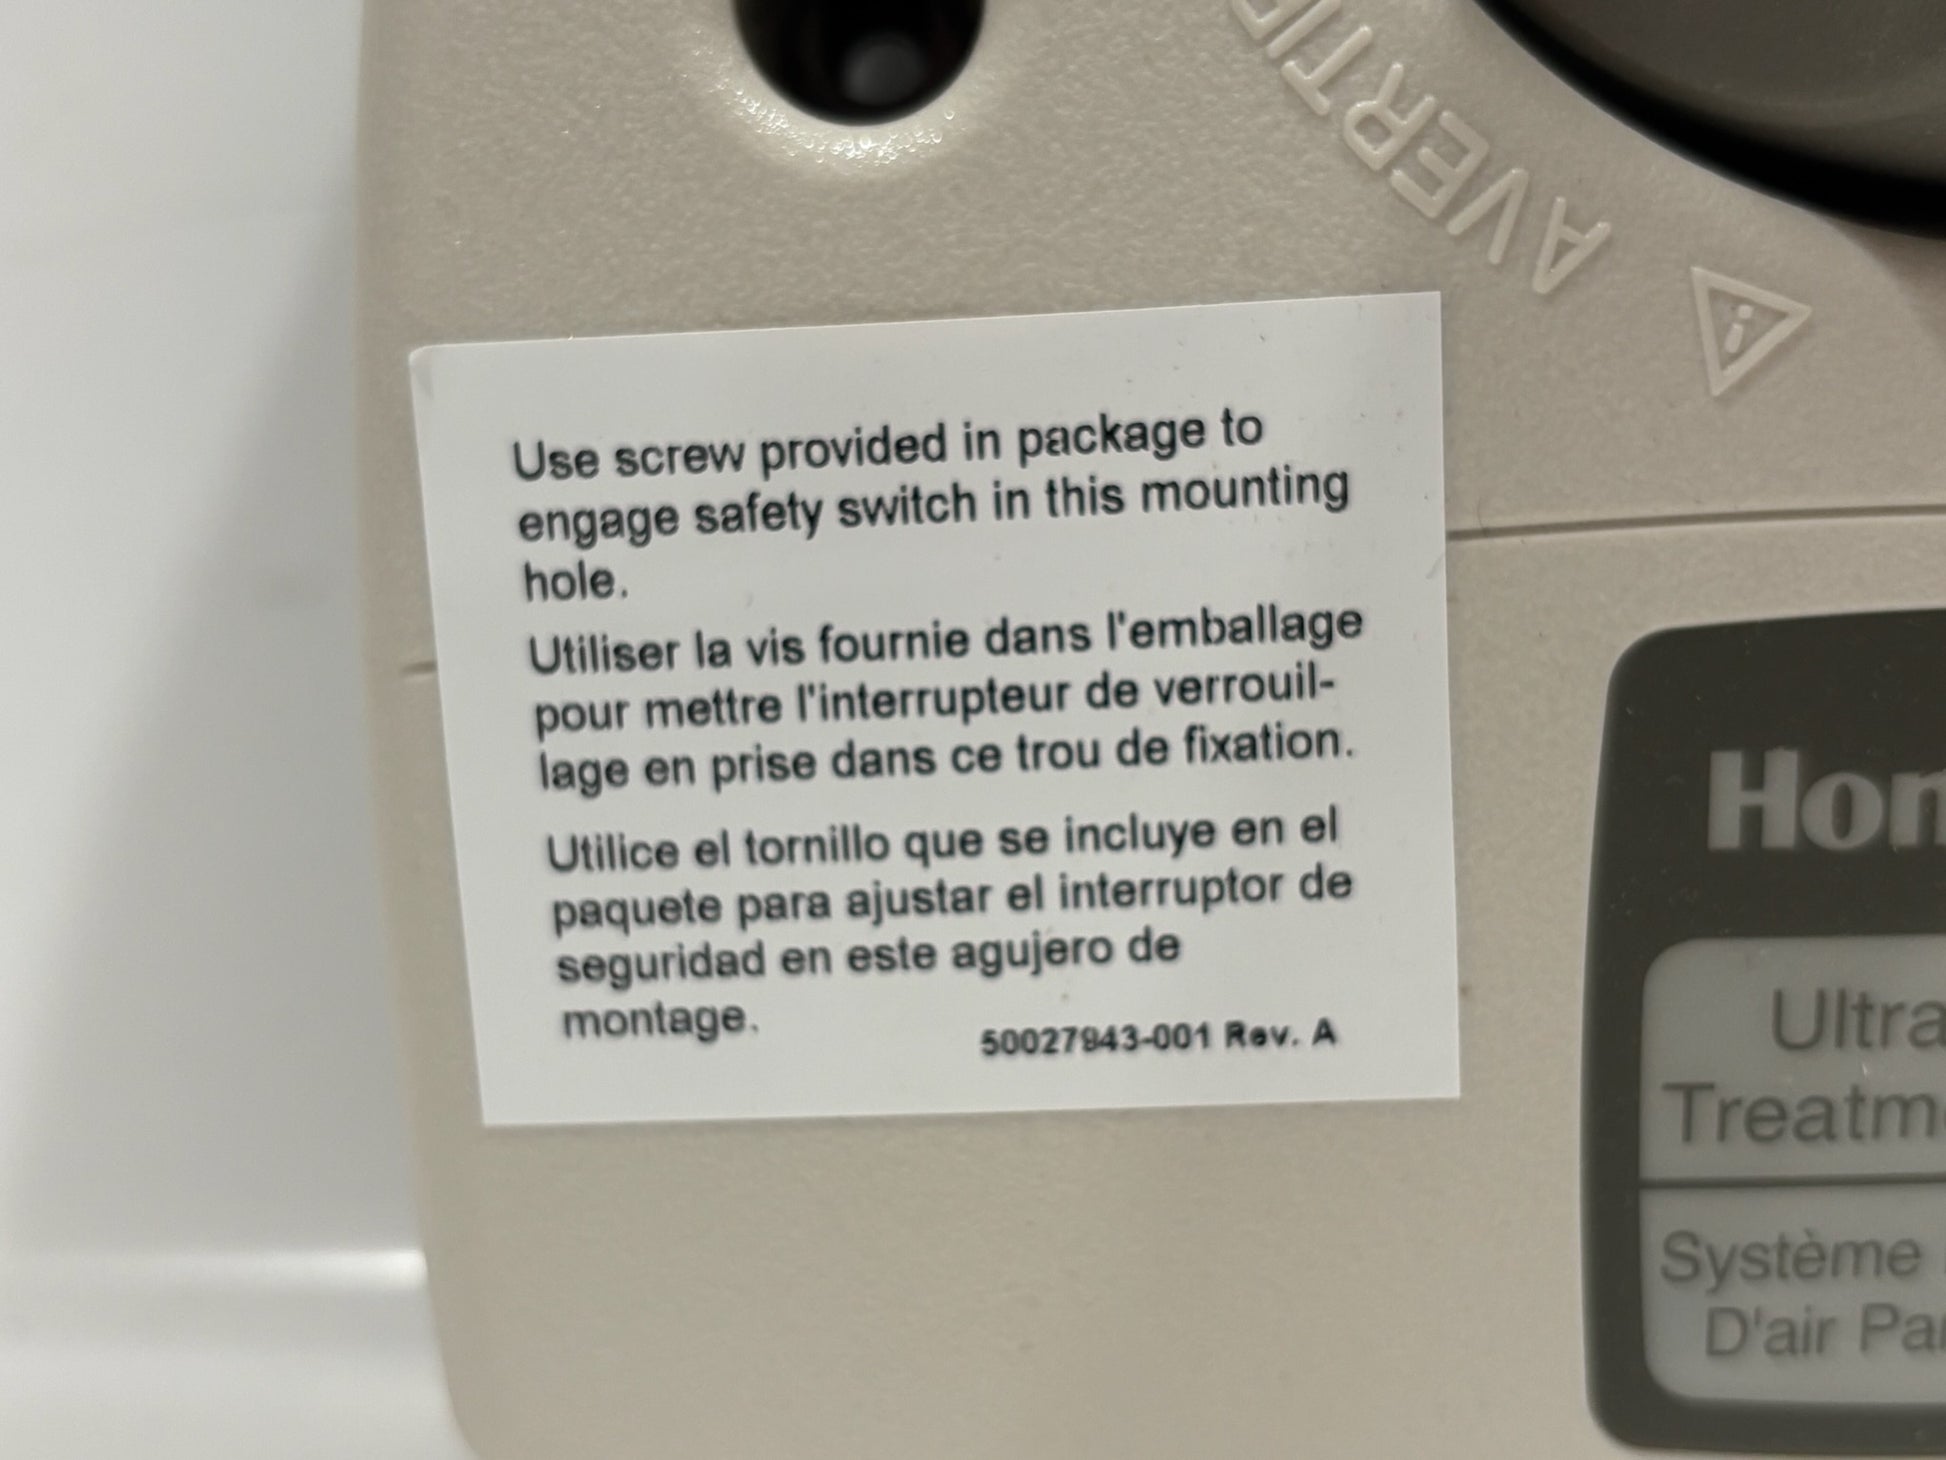 AVERTI
Use screw provided in package to
engage safety switch in this mounting
hole.
Utiliser la vis fournie dans l'emballage
pour mettre l'interrupteur de verrouil-
lage en prise dans ce trou de fixation.
Utilice el tornillo que se incluye en el
paquete para ajustar el interruptor de
seguridad en este agujero de
montage.
50027943-001 Rev. A
Hon
Ultra
Treatm
Système
D'air Par